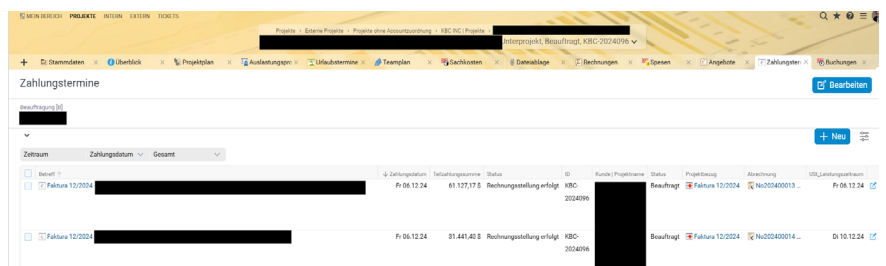 MEIN BEREICH PROJEKTE INTERN EXTERN TICKETS
Projekte Externe Projekte Projekte ohne Accountzuordnung KBC INC | Projekte
Interprojekt, Beauftragt, KBC-2024096
+ Stammdaten × Überblick × Projektplan × Auslastungspro × Urlaubstermine × Teamplan × Sachkosten × Dateiablage × Rechnungen × Spesen × Angebote × Zahlungsterm × Buchungen ×
Zahlungstermine
Bearbeiten
Beauftragung [B]
+ Neu
Zeitraum Zahlungsdatum Gesamt
Betreff ↑ ↓ Zahlungsdatum Teilzahlungssumme Status ID Kunde | Projektname Status Projektbezug Abrechnung USt_Leistungszeitraum
Faktura 12/2024 Fr 06.12.24 61.127,17 $ Rechnungsstellung erfolgt KBC- Beauftragt Faktura 12/2024 No202400013 ... Fr 06.12.24
2024096
Faktura 12/2024 Fr 06.12.24 31.441,40 $ Rechnungsstellung erfolgt KBC- Beauftragt Faktura 12/2024 No202400014 ... Di 10.12.24
2024096